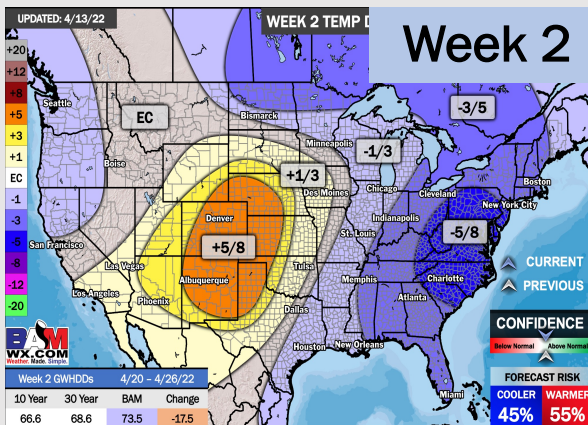 UPDATED: 4/13/22
WEEK 2 TEMP D
Week 2
+20
+12
+8
+5
+3
+1
EC
-1
-3
-5
-8
-12
-20
Seattle
EC
Bismarck
-3/5
Minneapolis
-1/3
Boise
+1/3
Des Moines
Chicago
Cleveland
Boston
New York City
Denver
Indianapolis
San Francisco
+5/8
St. Louis
-5/8
Las Vegas
Tulsa
CURRENT
Albuquerque
Memphis
Charlotte
PREVIOUS
Los Angeles
Phoenix
Dallas
Atlanta
CONFIDENCE
Below Normal
Above Normal
Houston
New Orleans
Miami
BAM
WX.COM
Weather. Made. Simple.
Week 2 GWHDDs 4/20 – 4/26/22
10 Year 30 Year BAM Change
66.6 68.6 73.5 -17.5
FORECAST RISK
COOLER WARMER
45% 55%